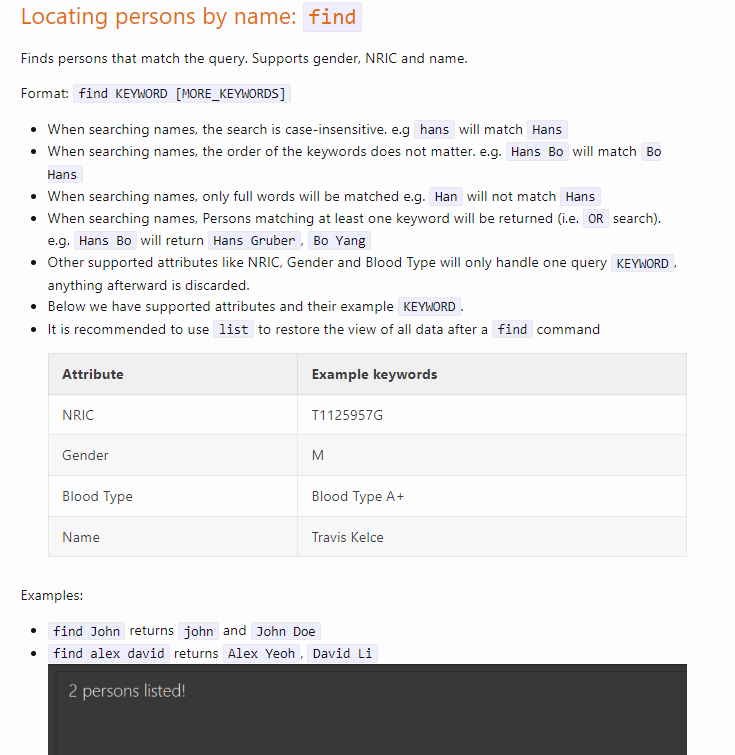 Locating persons by name: find
Finds persons that match the query. Supports gender, NRIC and name.
Format: find KEYWORD [MORE_KEYWORDS]
When searching names, the search is case-insensitive. e.g hans will match Hans
When searching names, the order of the keywords does not matter. e.g. Hans Bo will match Bo
Hans
When searching names, only full words will be matched e.g. Han will not match Hans
When searching names, Persons matching at least one keyword will be returned (i.e. OR search).
e.g. Hans Bo will return Hans Gruber, Bo Yang
Other supported attributes like NRIC, Gender and Blood Type will only handle one query KEYWORD,
anything afterward is discarded.
Below we have supported attributes and their example KEYWORD.
It is recommended to use list to restore the view of all data after a find command
Attribute Example keywords
NRIC T1125957G
Gender M
Blood Type Blood Type A+
Name Travis Kelce
Examples:
find John returns john and John Doe
find alex david returns Alex Yeoh, David Li
2 persons listed!